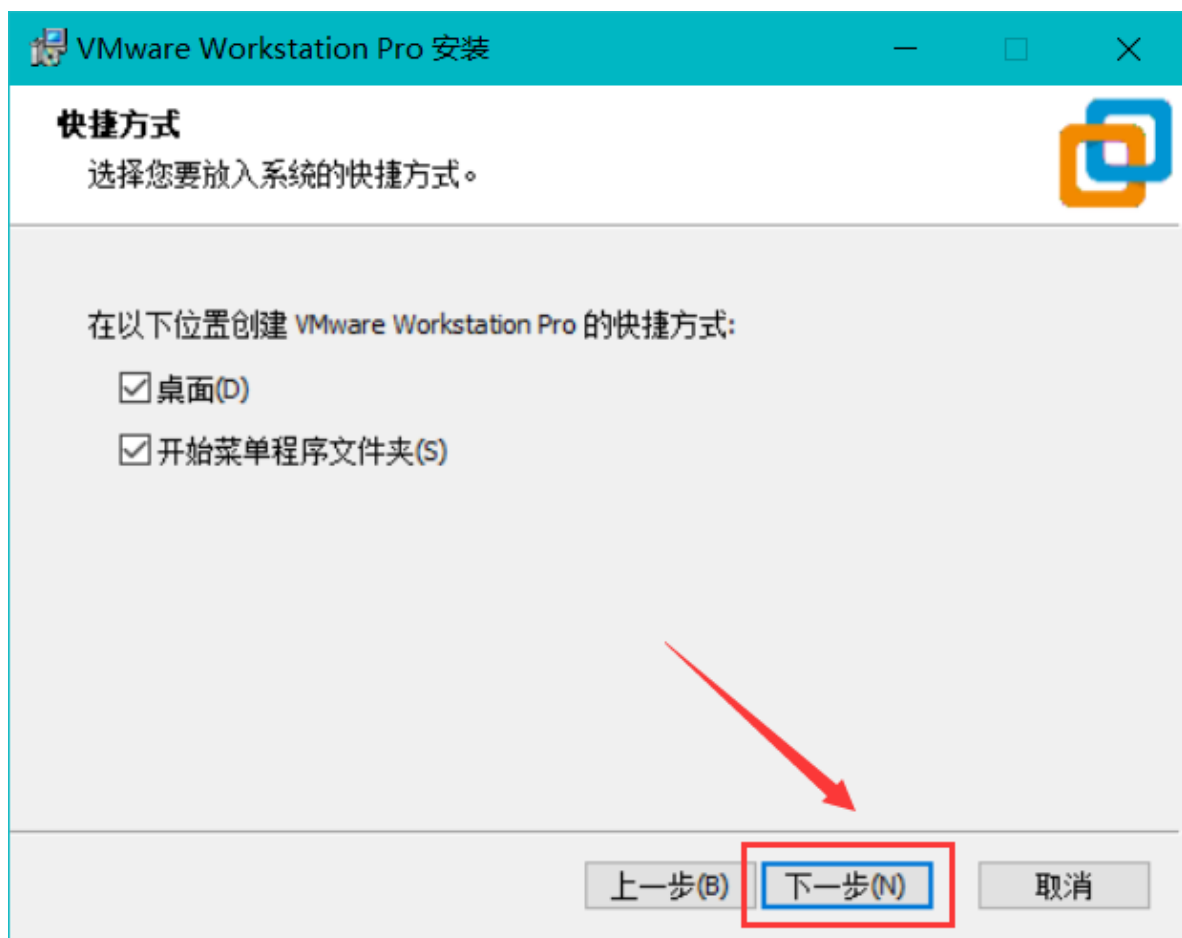 VMware Workstation Pro 安装
快捷方式
选择您要放入系统的快捷方式。
在以下位置创建 VMware Workstation Pro 的快捷方式:
桌面(D)
开始菜单程序文件夹(S)
上一步(B) 下一步(N) 取消